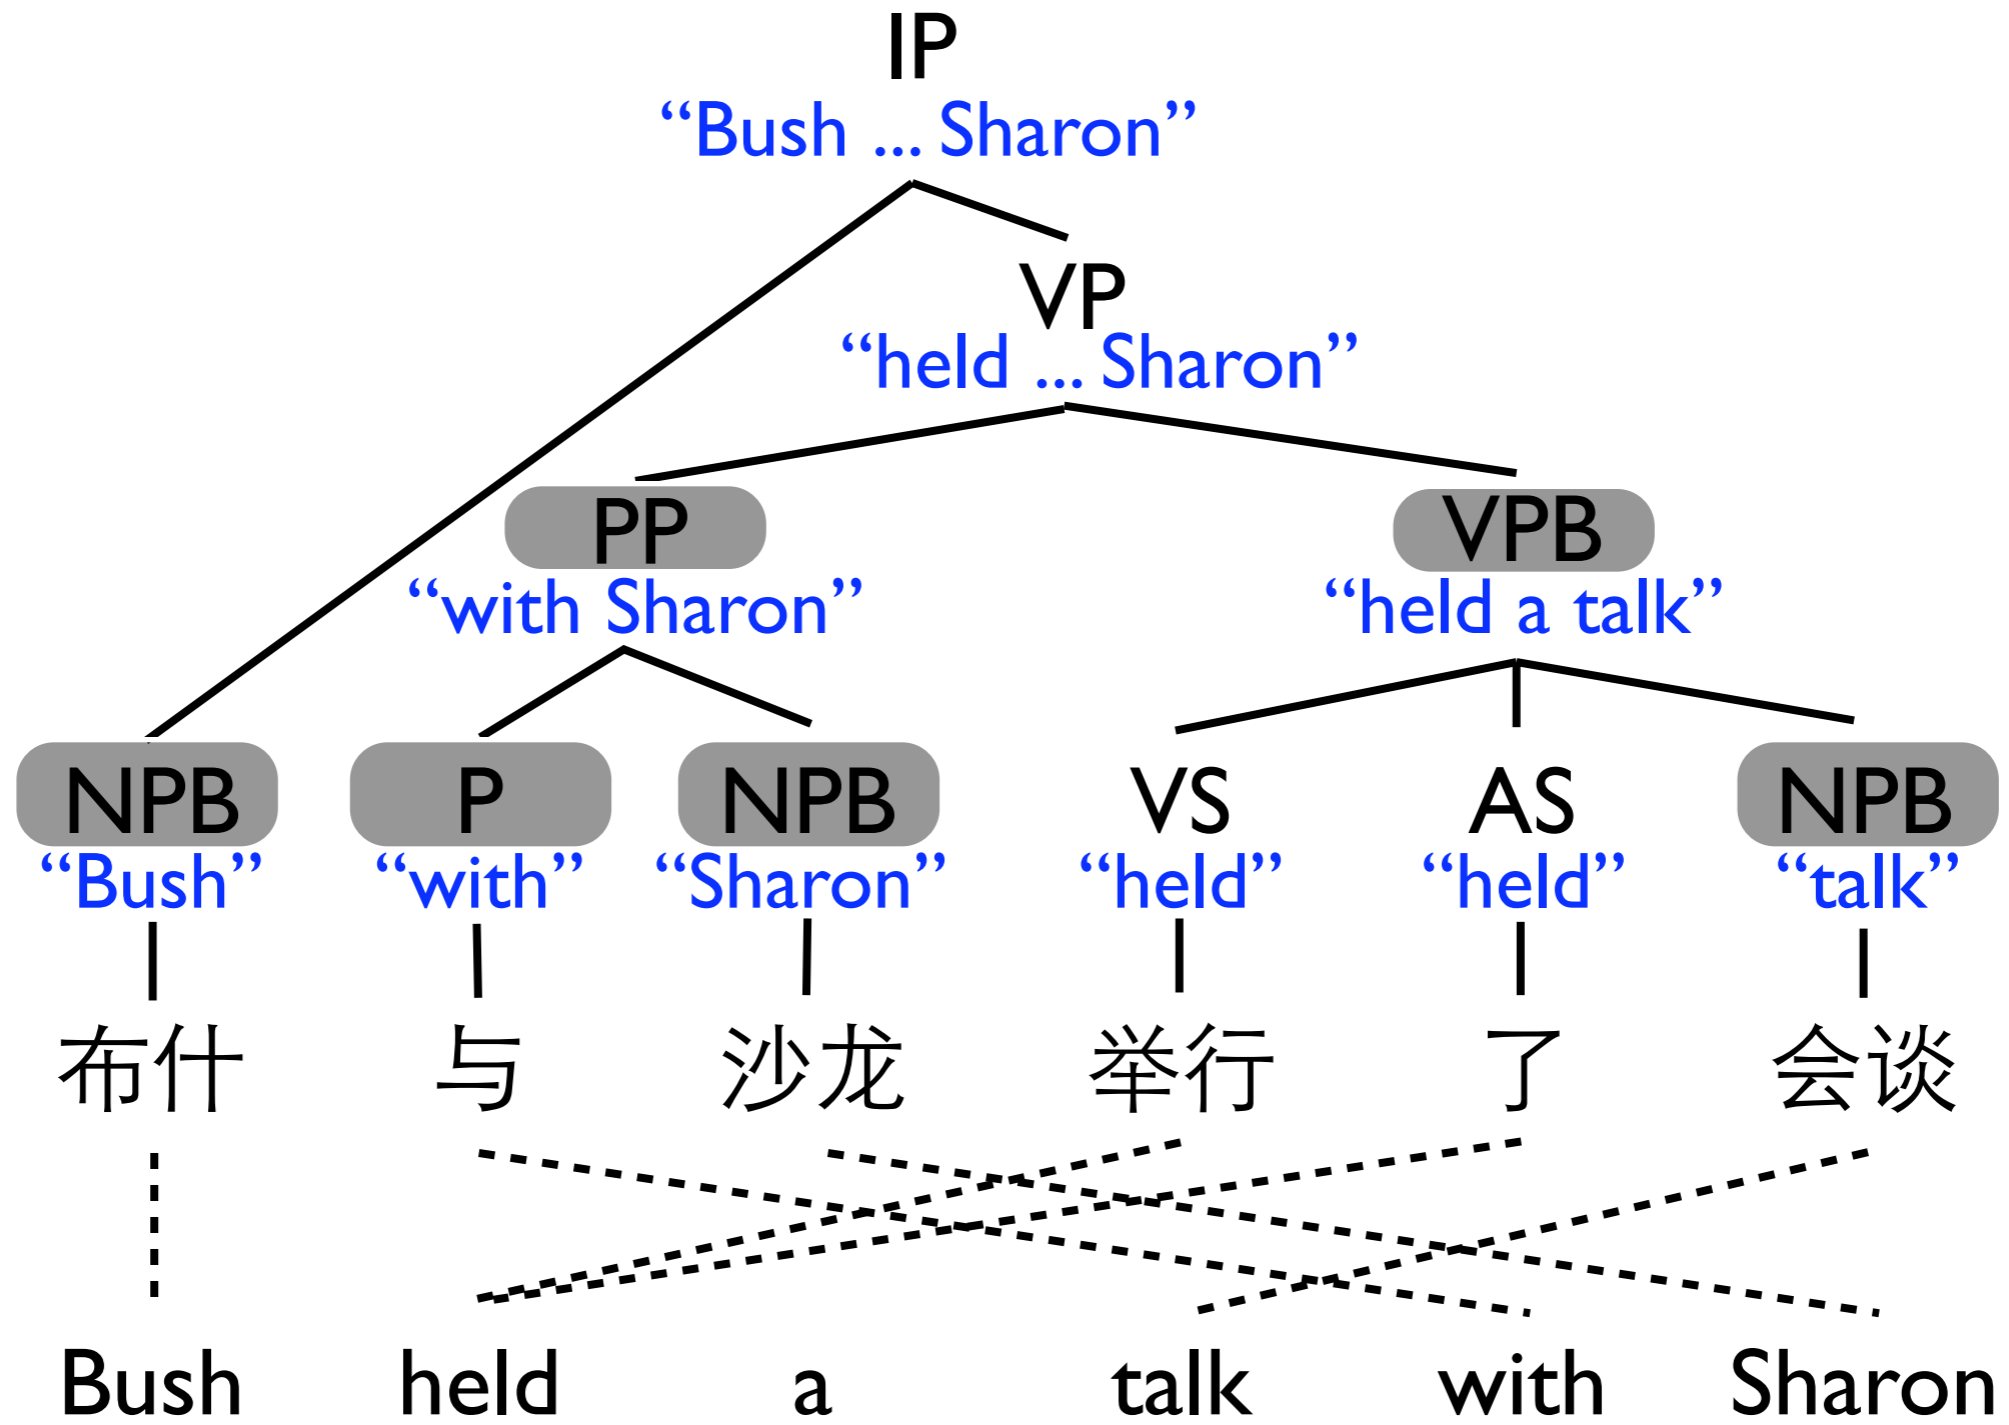 IP
“Bush ... Sharon”
VP
“held ... Sharon”
PP VPB
“with Sharon” “held a talk”
NPB P NPB VS AS NPB
“Bush” “with” “Sharon” “held” “held” “talk”
布什 与 沙龙 举行 了 会谈
Bush held a talk with Sharon